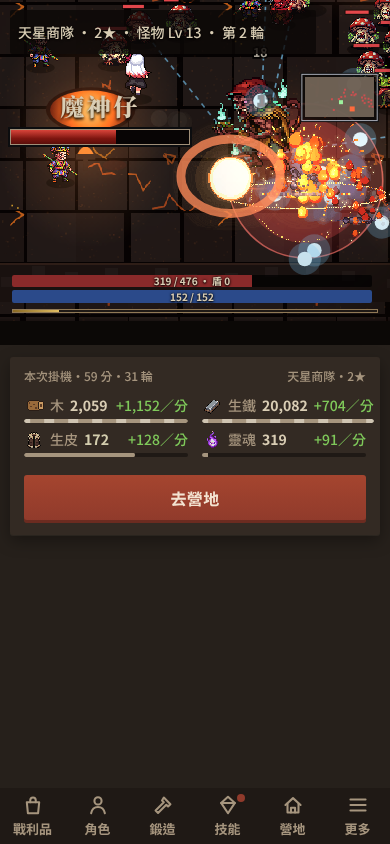 天星商隊 · 2★ · 怪物 Lv 13 · 第 2 輪
18
魔神仔
319 / 476 · 盾 0
152 / 152
本次掛機·59 分·31 輪
天星商隊·2★
木 2,059 +1,152／分
生鐵 20,082 +704／分
生皮 172 +128／分
靈魂 319 +91／分
去營地
戰利品
角色
鍛造
技能
營地
更多